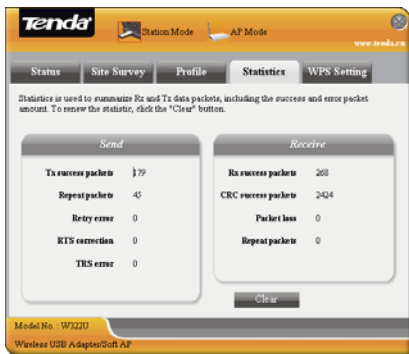 Tenda
Station Mode
AP Mode
www.tenda.cn
Status
Site Survey
Profile
Statistics
WPS Setting
Statistics is used to summarize Rx and Tx data packets, including the success and error packet
amount. To renew the statistic, click the "Clear" button.
Send
Tx success packets 179
Repeat packets 45
Retry error 0
RTS correction 0
TRS error 0
Receive
Rx success packets 268
CRC success packets 2424
Packet loss 0
Repeat packets 0
Clear
Model No. : W322U
Wireless USB Adapter/Soft AP